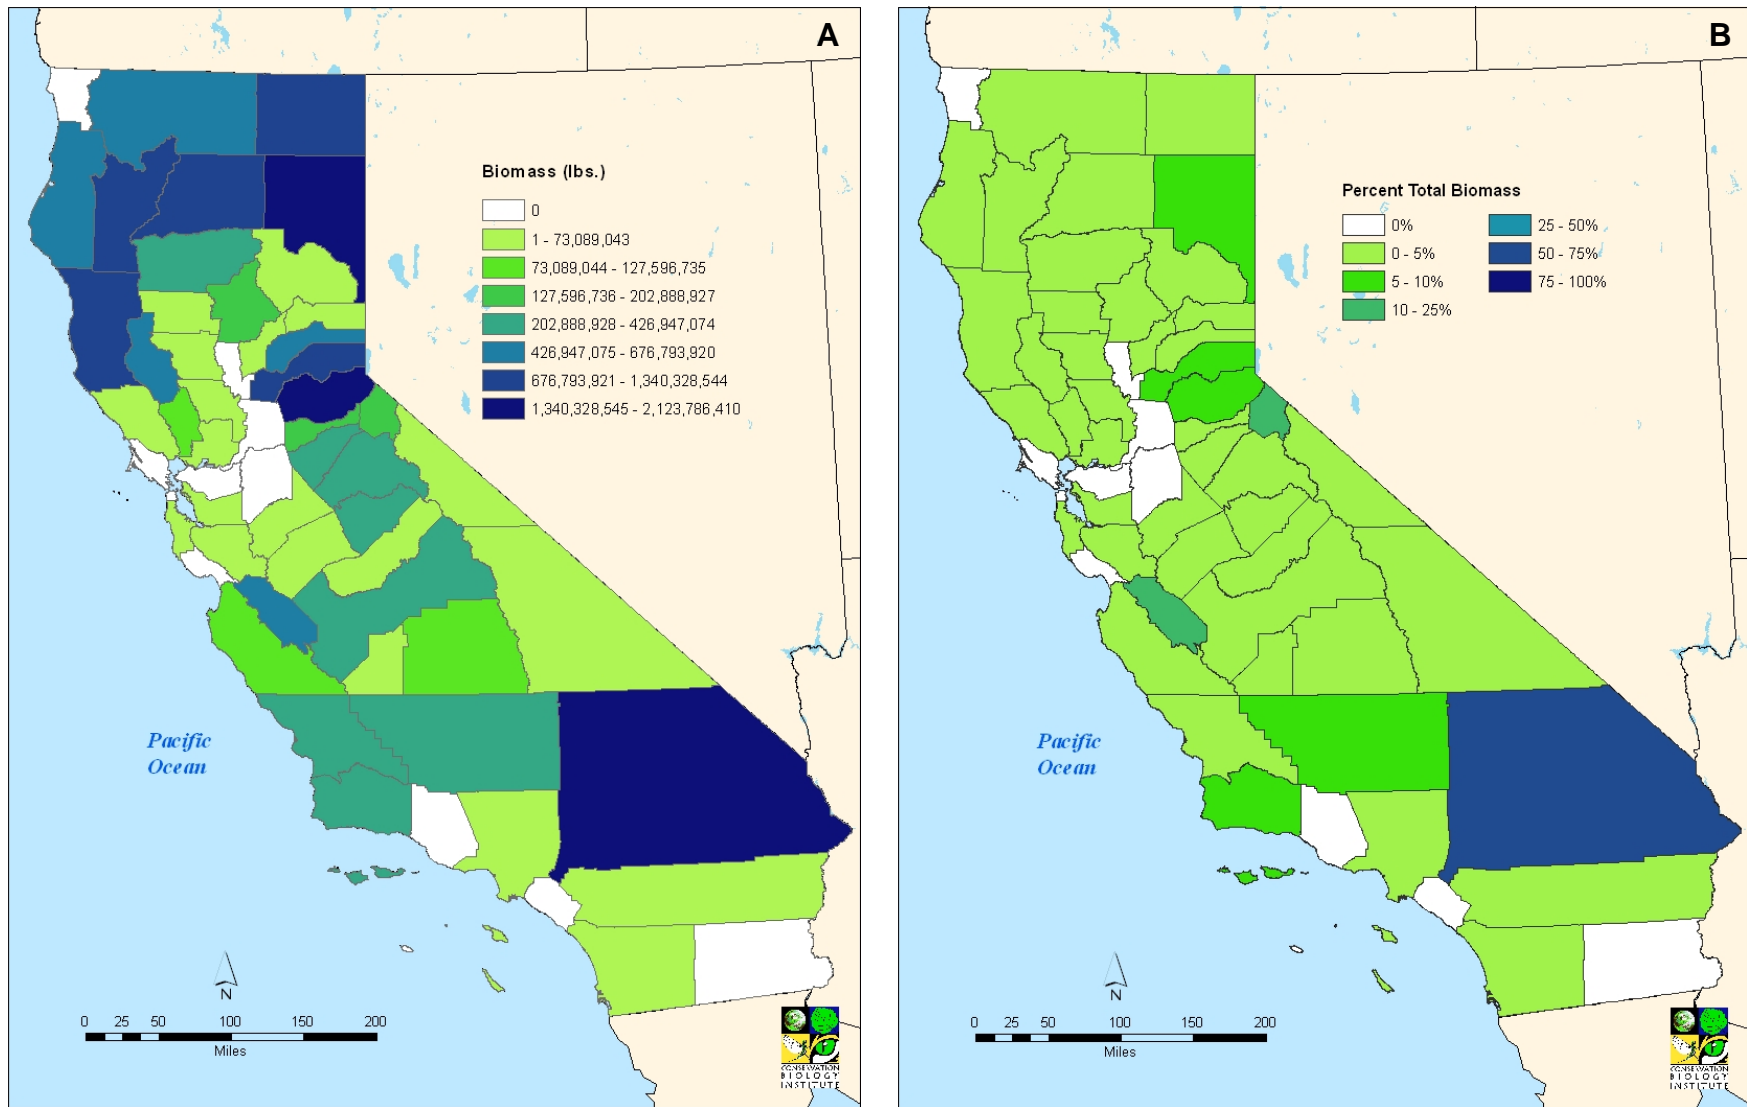 A
Biomass (lbs.)
0
1 - 73,089,043
73,089,044 - 127,596,735
127,596,736 - 202,888,927
202,888,928 - 426,947,074
426,947,075 - 676,793,920
676,793,921 - 1,340,328,544
1,340,328,545 - 2,123,786,410
Pacific
Ocean
N
0 25 50 100 150 200
Miles
CONSERVATION
BIOLOGY
INSTITUTE
B
Percent Total Biomass
0%
0 - 5%
5 - 10%
10 - 25%
25 - 50%
50 - 75%
75 - 100%
Pacific
Ocean
N
0 25 50 100 150 200
Miles
CONSERVATION
BIOLOGY
INSTITUTE